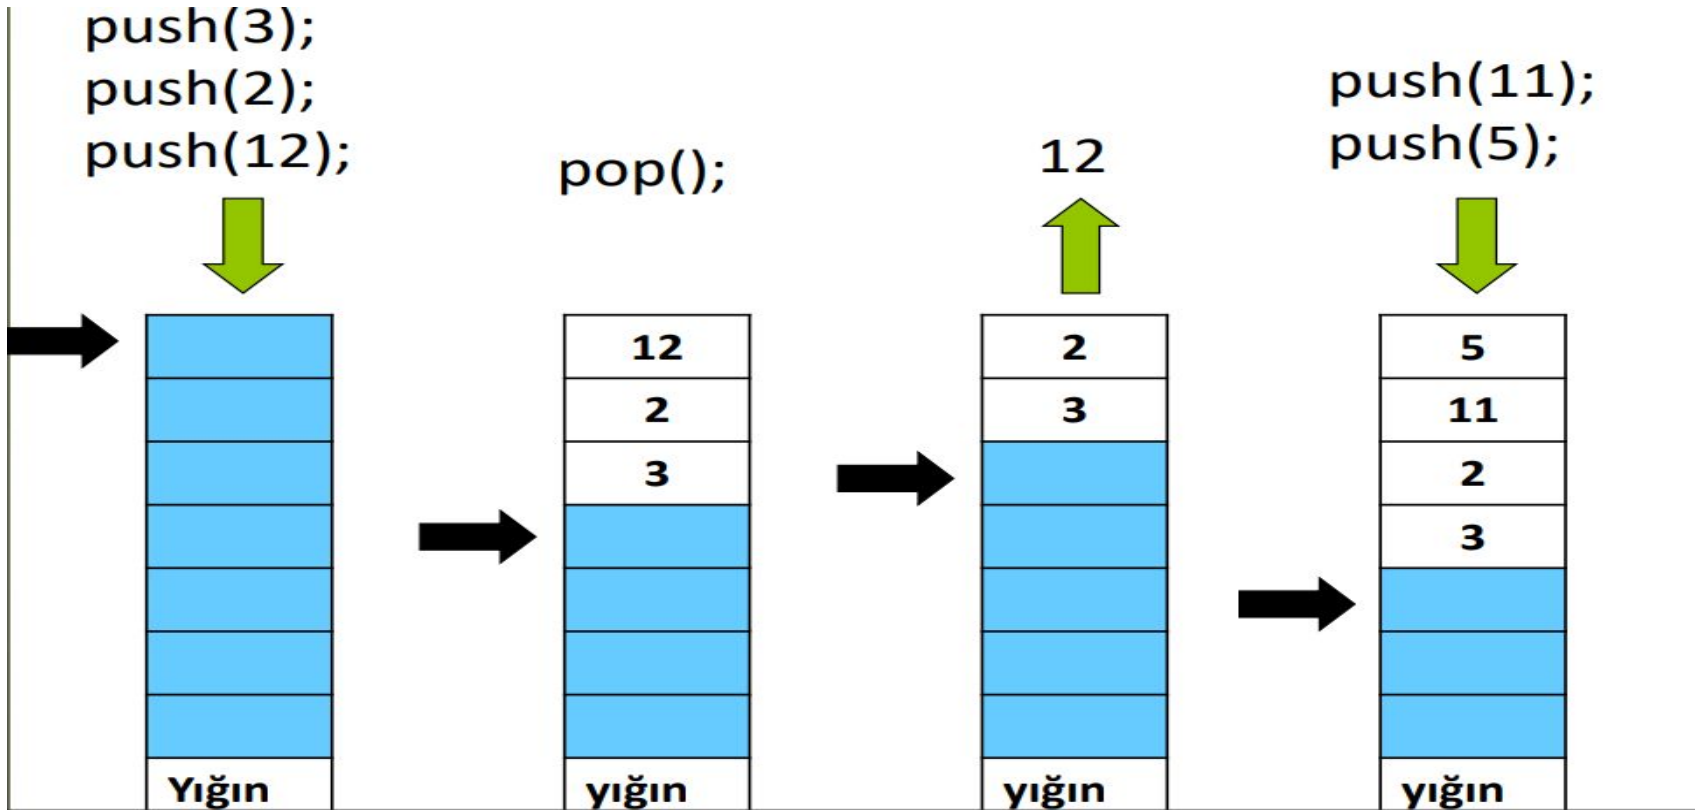 push(3);
push(2);
push(12);
pop();
12
push(11);
push(5);
Yığın
12
2
3
yığın
2
3
yığın
5
11
2
3
yığın